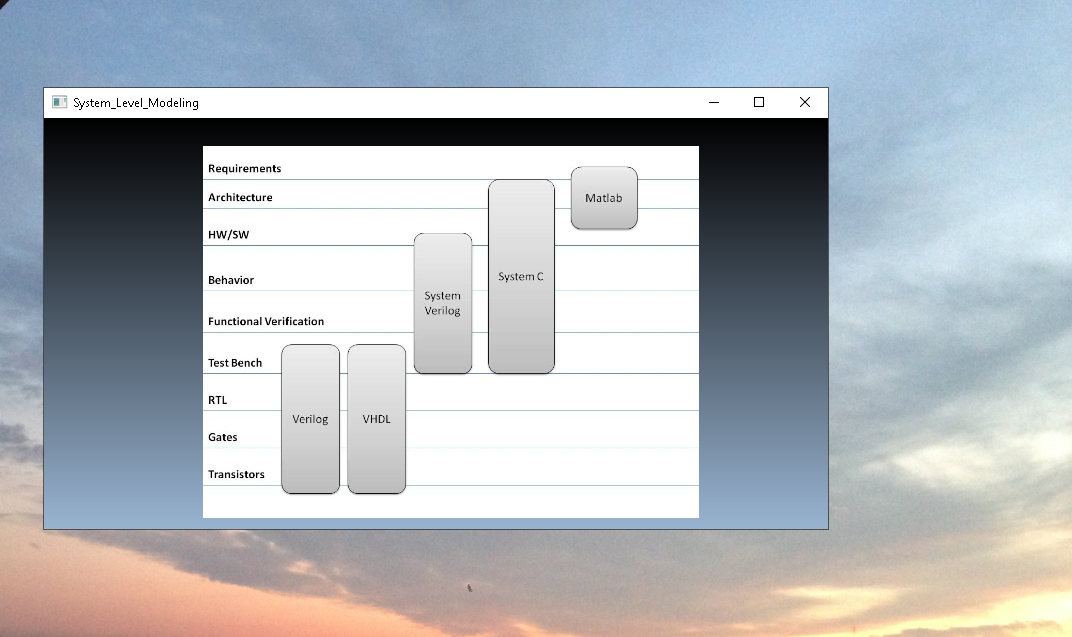 System_Level_Modeling
Requirements
Architecture
Matlab
HW/SW
Behavior
System C
System
Verilog
Functional Verification
Test Bench
RTL
Verilog
VHDL
Gates
Transistors